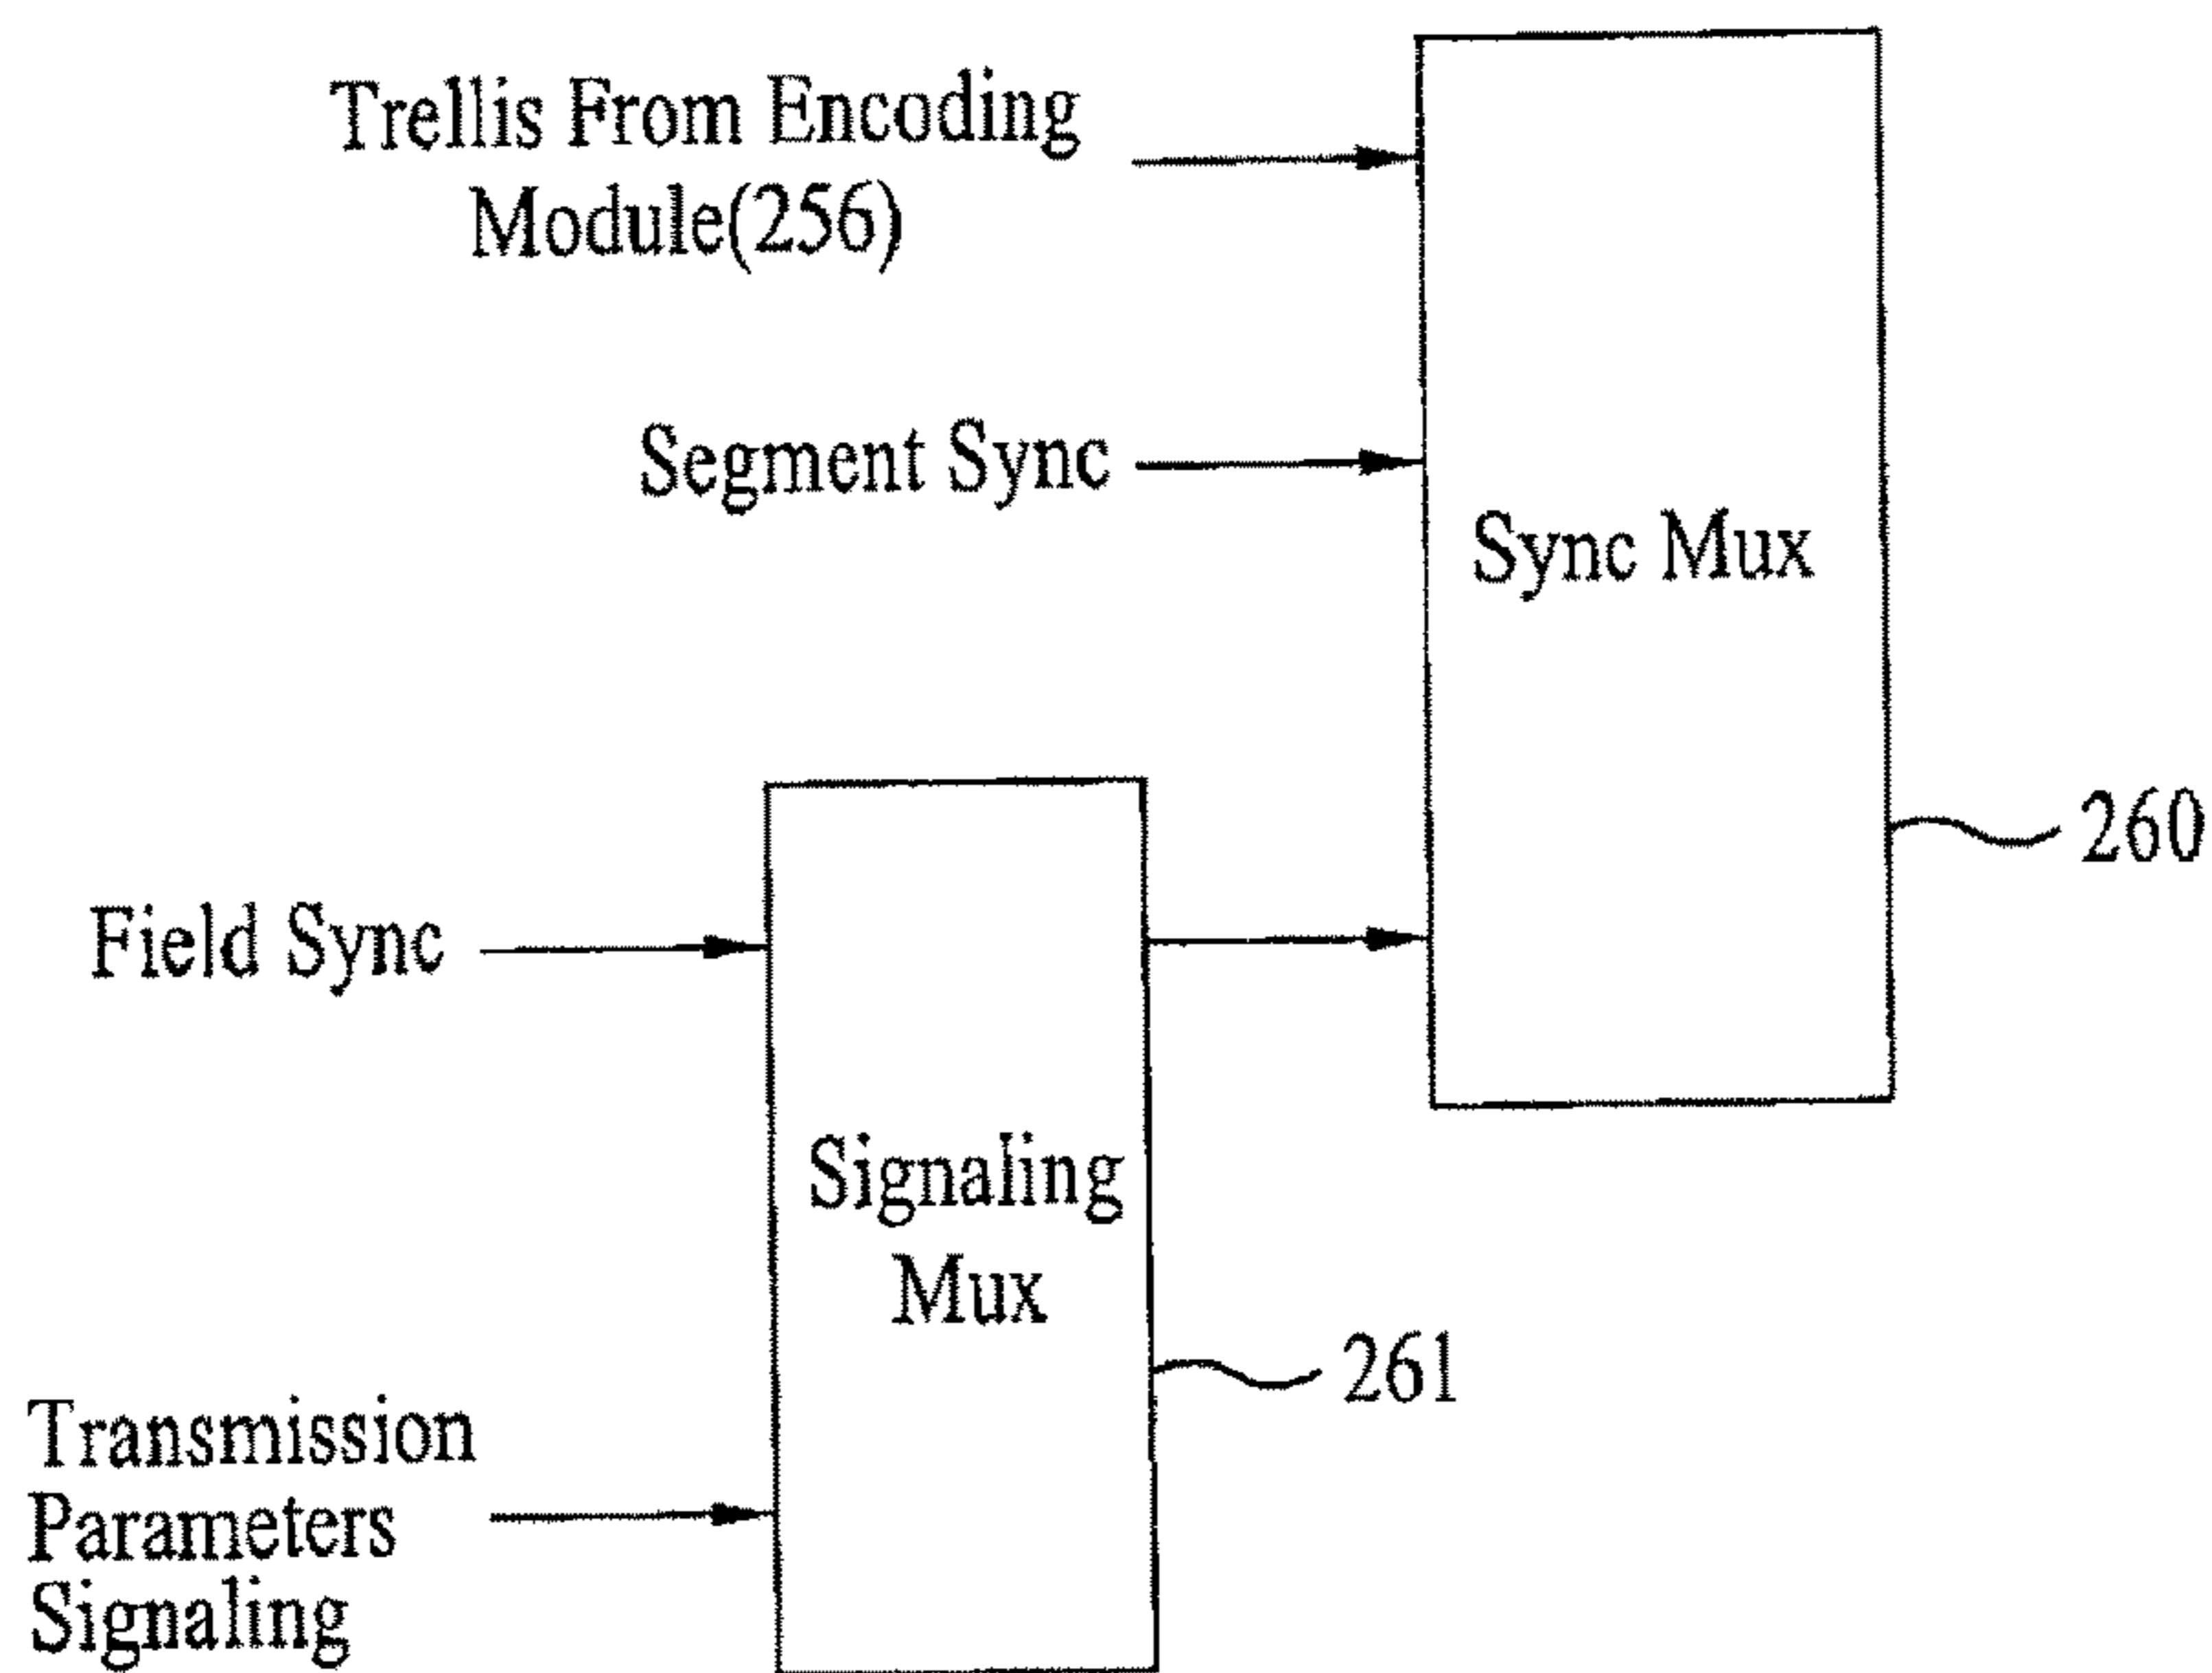 Trellis From Encoding
Module(256)
Segment Sync
Sync Mux
260
Field Sync
Signaling
Mux
261
Transmission
Parameters
Signaling